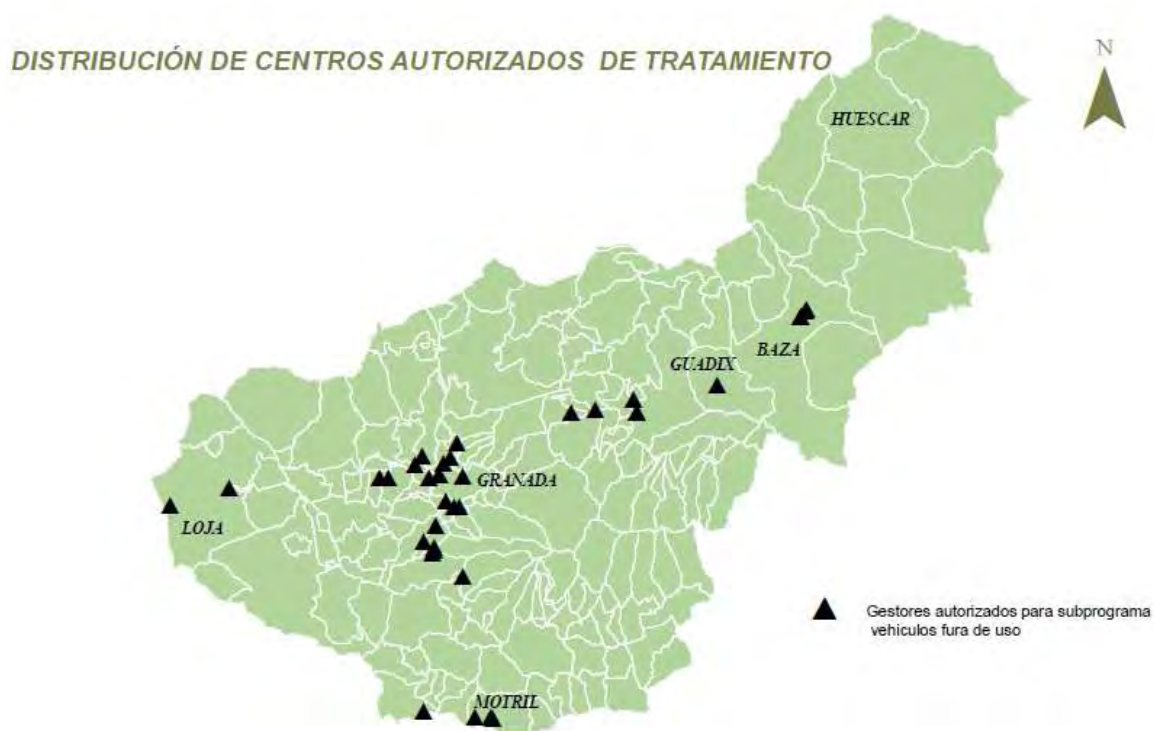 DISTRIBUCIÓN DE CENTROS AUTORIZADOS DE TRATAMIENTO
N
HUESCAR
BAZA
GUADIX
GRANADA
LOJA
MOTRIL
Gestores autorizados para subprograma
vehiculos fura de uso